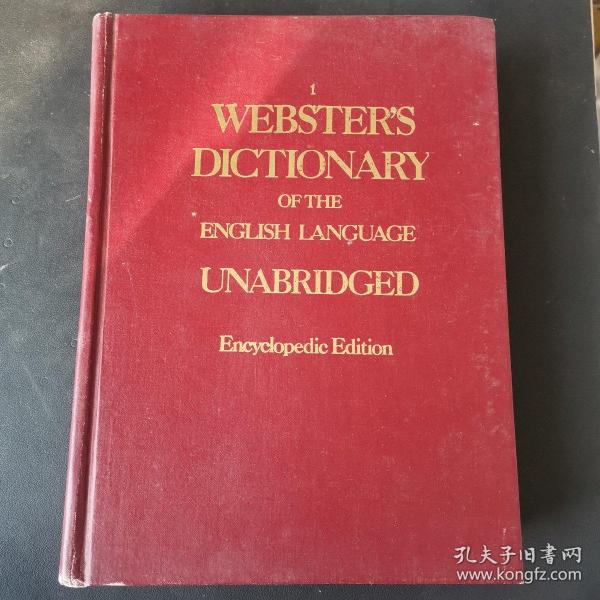 1
WEBSTER'S
DICTIONARY
OF THE
ENGLISH LANGUAGE
UNABRIDGED
Encyclopedic Edition
孔夫子旧书网
www.kongfz.com